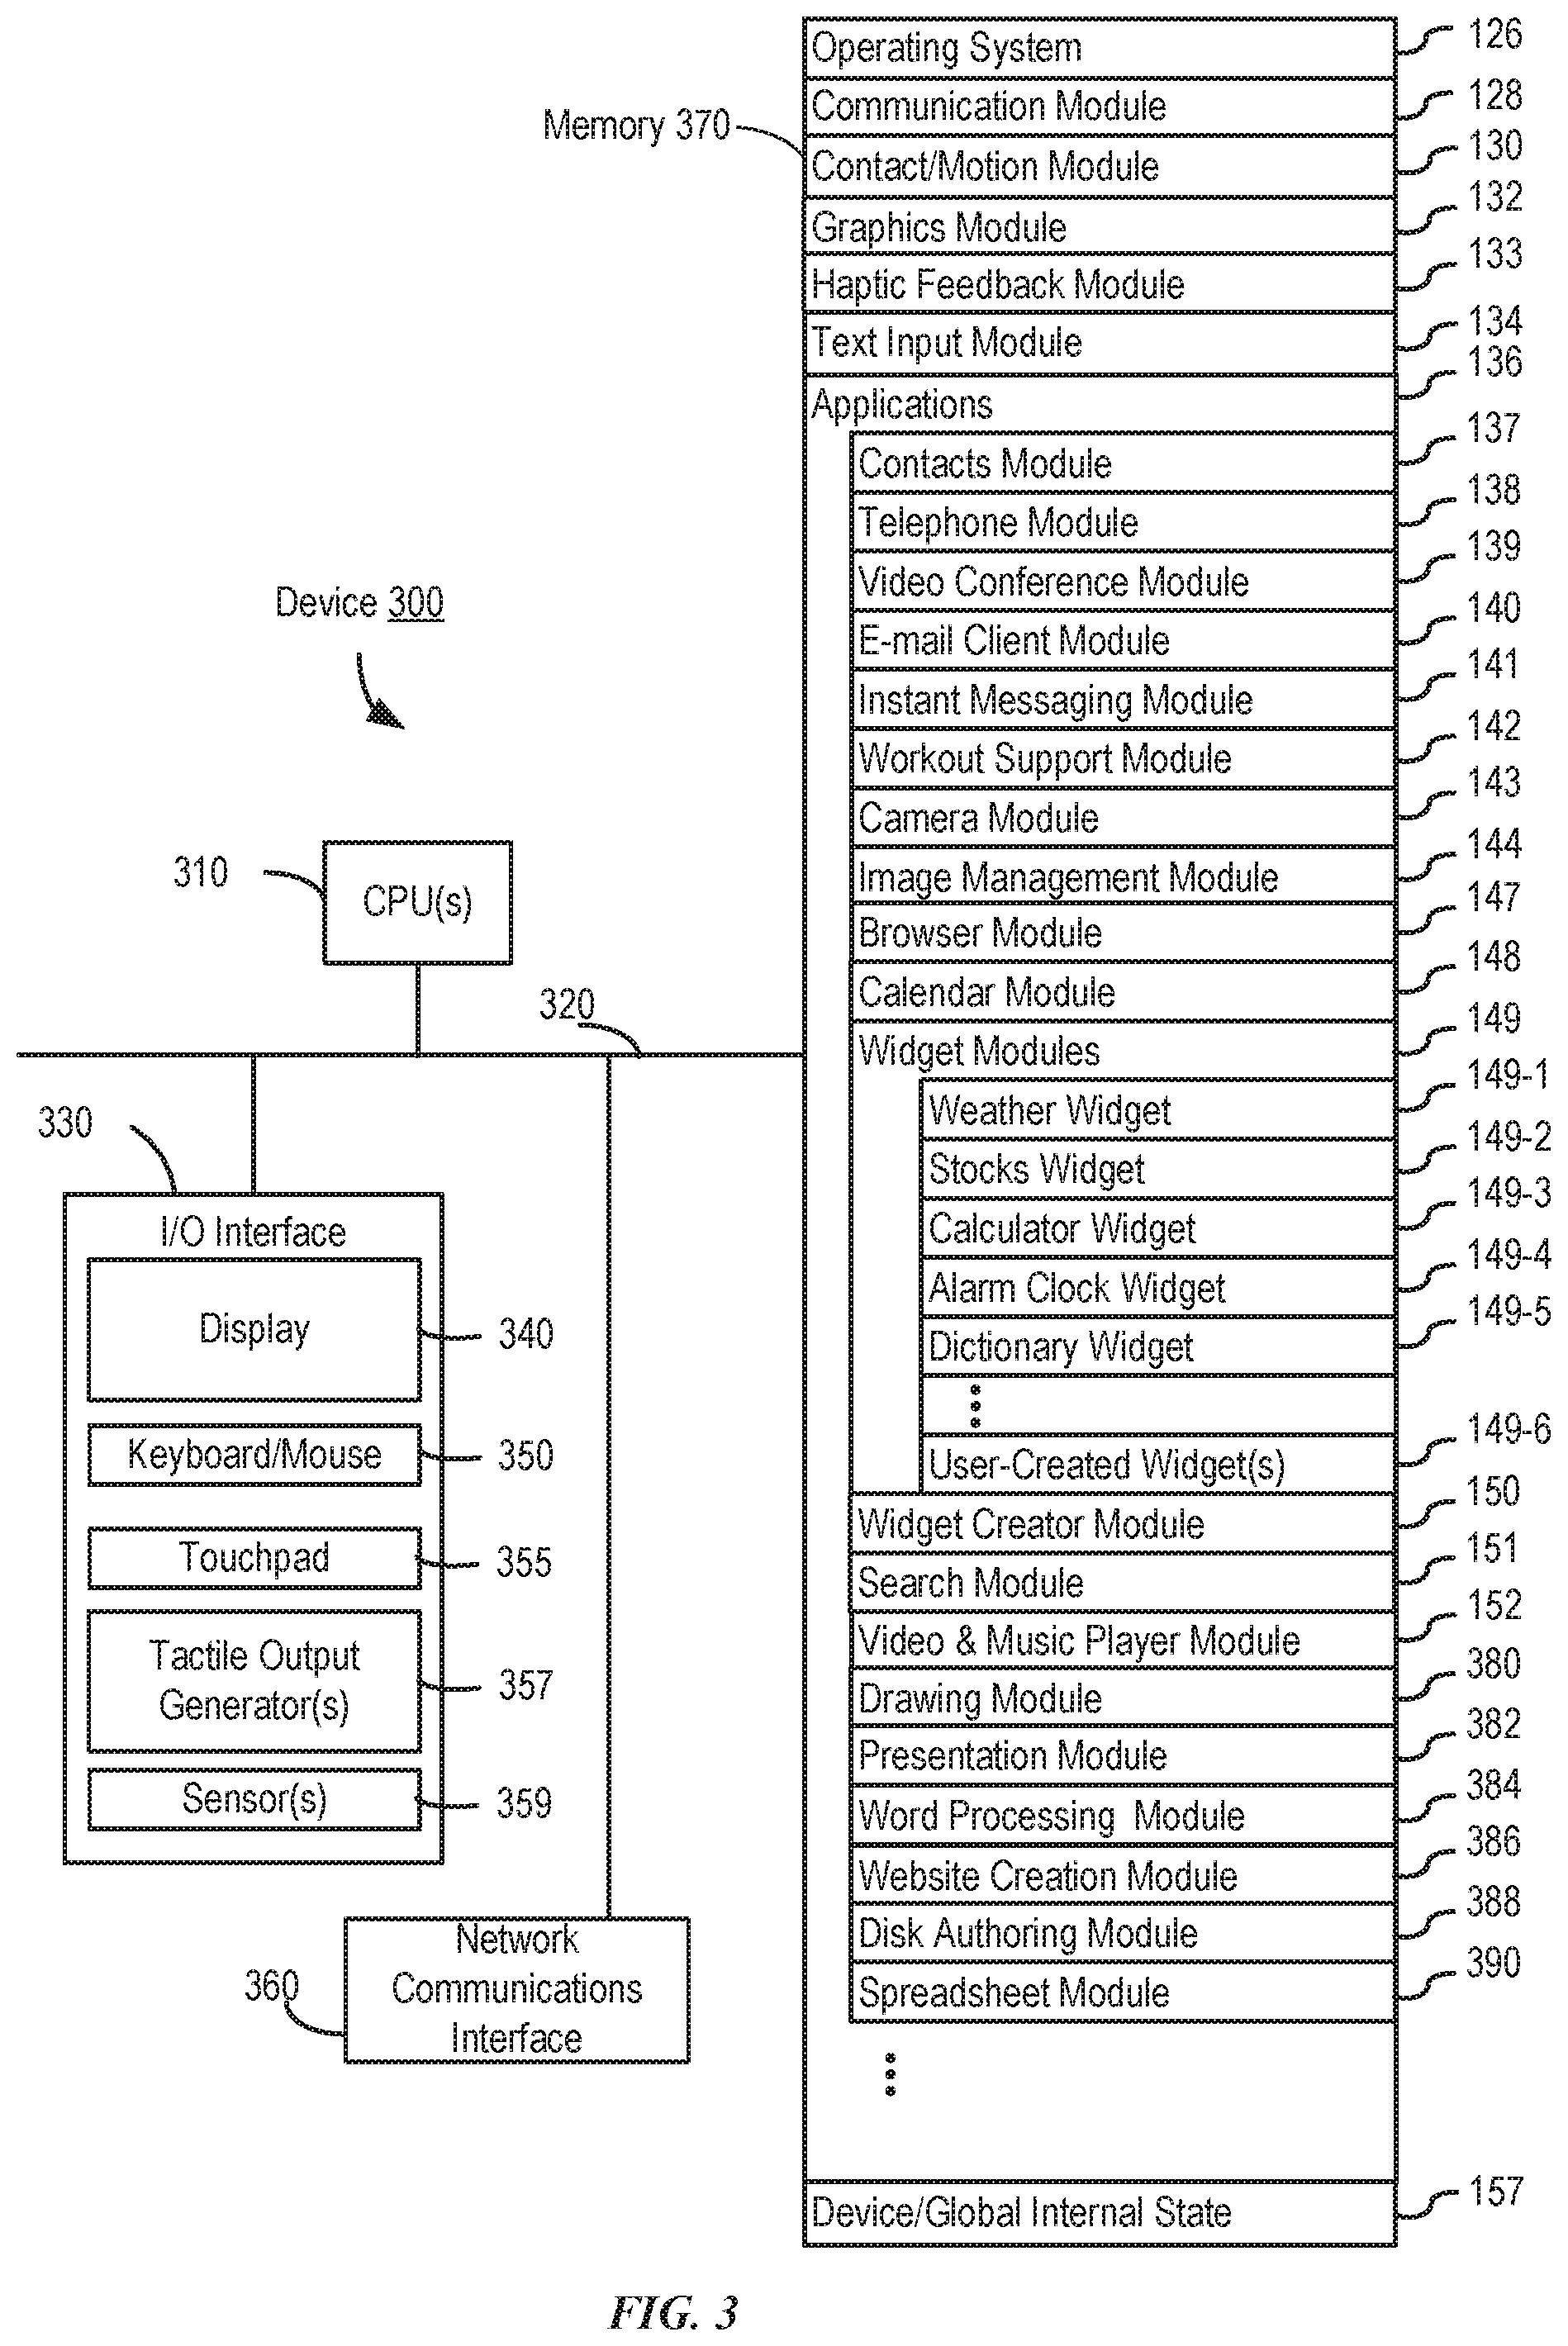 Operating System 126
Communication Module 128
Memory 370
Contact/Motion Module 130
Graphics Module 132
Haptic Feedback Module 133
Text Input Module 134
Applications 136
Contacts Module 137
Telephone Module 138
Video Conference Module 139
E-mail Client Module 140
Instant Messaging Module 141
Workout Support Module 142
Camera Module 143
Image Management Module 144
Browser Module 147
Calendar Module 148
Widget Modules 149
Weather Widget 149-1
Stocks Widget 149-2
Calculator Widget 149-3
Alarm Clock Widget 149-4
Dictionary Widget 149-5
User-Created Widget(s) 149-6
Widget Creator Module 150
Search Module 151
Video & Music Player Module 152
Drawing Module 380
Presentation Module 382
Word Processing Module 384
Website Creation Module 386
Disk Authoring Module 388
Spreadsheet Module 390
Device/Global Internal State 157
Device 300
310
CPU(s)
320
330
I/O Interface
Display 340
Keyboard/Mouse 350
Touchpad 355
Tactile Output
Generator(s) 357
Sensor(s) 359
360
Network
Communications
Interface
FIG. 3